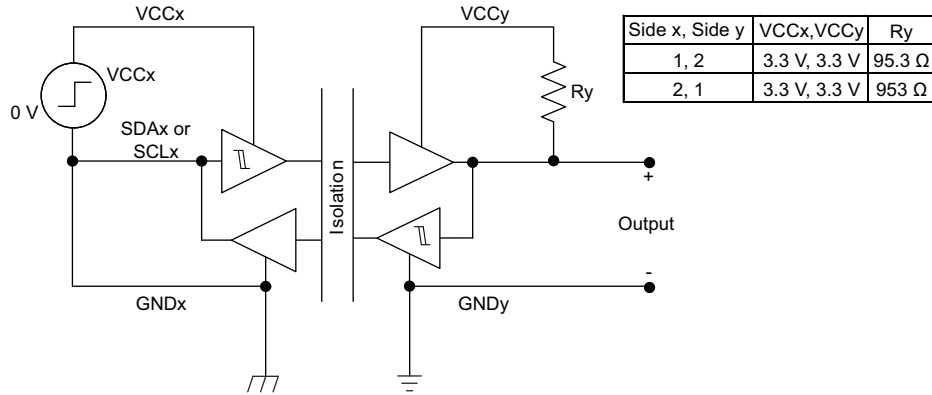 VCCx
VCCy
Side x, Side y VCCx,VCCy Ry
1, 2 3.3 V, 3.3 V 95.3 Ω
2, 1 3.3 V, 3.3 V 953 Ω
VCCx
0 V
Ry
SDAx or
SCLx
Isolation
+
Output
-
GNDx
GNDy